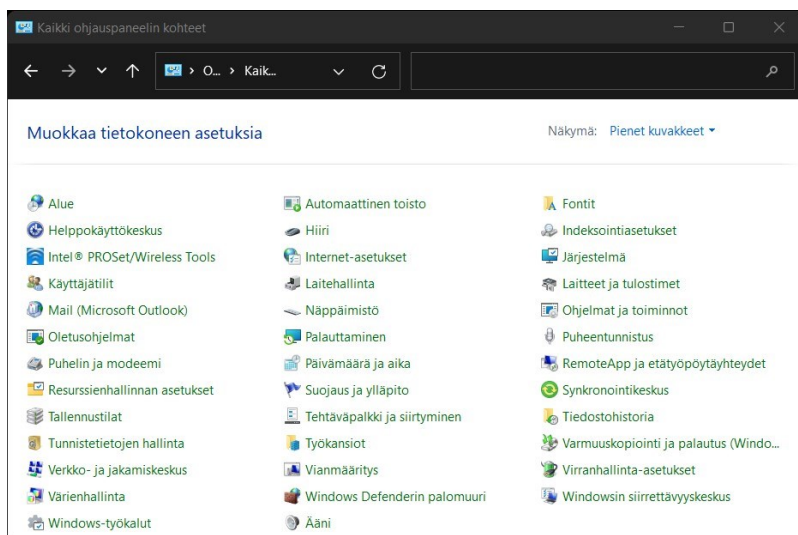 Kaikki ohjauspaneelin kohteet
O... Kaik...
Muokkaa tietokoneen asetuksia
Näkymä: Pienet kuvakkeet
Alue
Automaattinen toisto
Fontit
Helppokäyttökeskus
Hiiri
Indeksointiasetukset
Intel® PROSet/Wireless Tools
Internet-asetukset
Järjestelmä
Käyttäjätilit
Laitehallinta
Laitteet ja tulostimet
Mail (Microsoft Outlook)
Näppäimistö
Ohjelmat ja toiminnot
Oletusohjelmat
Palauttaminen
Puheentunnistus
Puhelin ja modeemi
Päivämäärä ja aika
RemoteApp ja etätyöpöytäyhteydet
Resurssienhallinnan asetukset
Suojaus ja ylläpito
Synkronointikeskus
Tallennustilat
Tehtäväpalkki ja siirtyminen
Tiedostohistoria
Tunnistetietojen hallinta
Työkansiot
Varmuuskopiointi ja palautus (Windo...
Verkko- ja jakamiskeskus
Vianmääritys
Virranhallinta-asetukset
Värienhallinta
Windows Defenderin palomuuri
Windowsin siirrettävyyskeskus
Windows-työkalut
Ääni